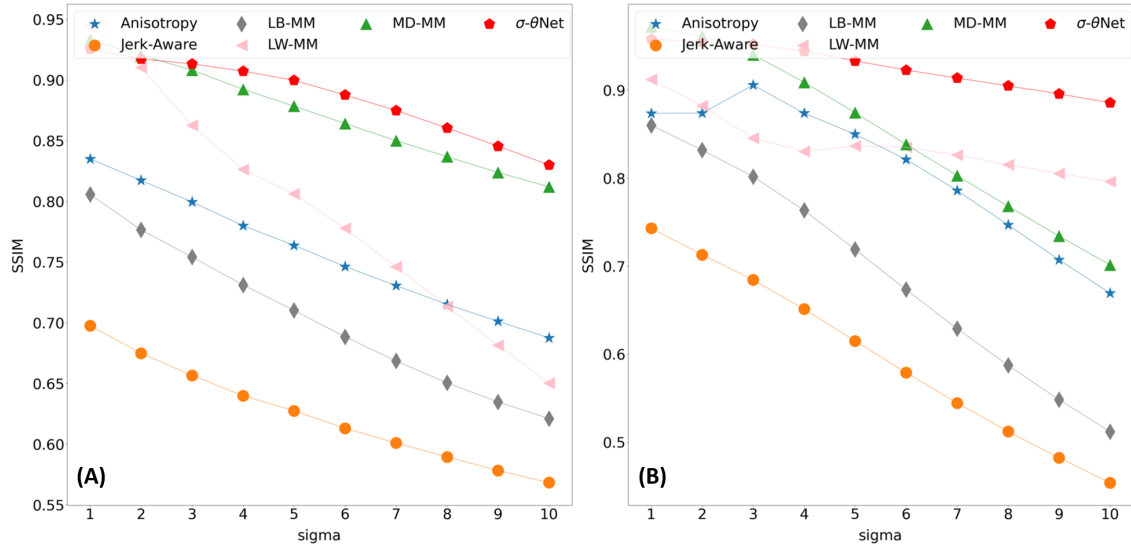 Anisotropy LB-MM MD-MM σ-θNet
Jerk-Aware LW-MM
0.95
0.90
0.85
0.80
0.75
0.70
0.65
0.60
0.55
SSIM
(A)
1 2 3 4 5 6 7 8 9 10
sigma
Anisotropy LB-MM MD-MM σ-θNet
Jerk-Aware LW-MM
0.9
0.8
0.7
0.6
0.5
SSIM
(B)
1 2 3 4 5 6 7 8 9 10
sigma